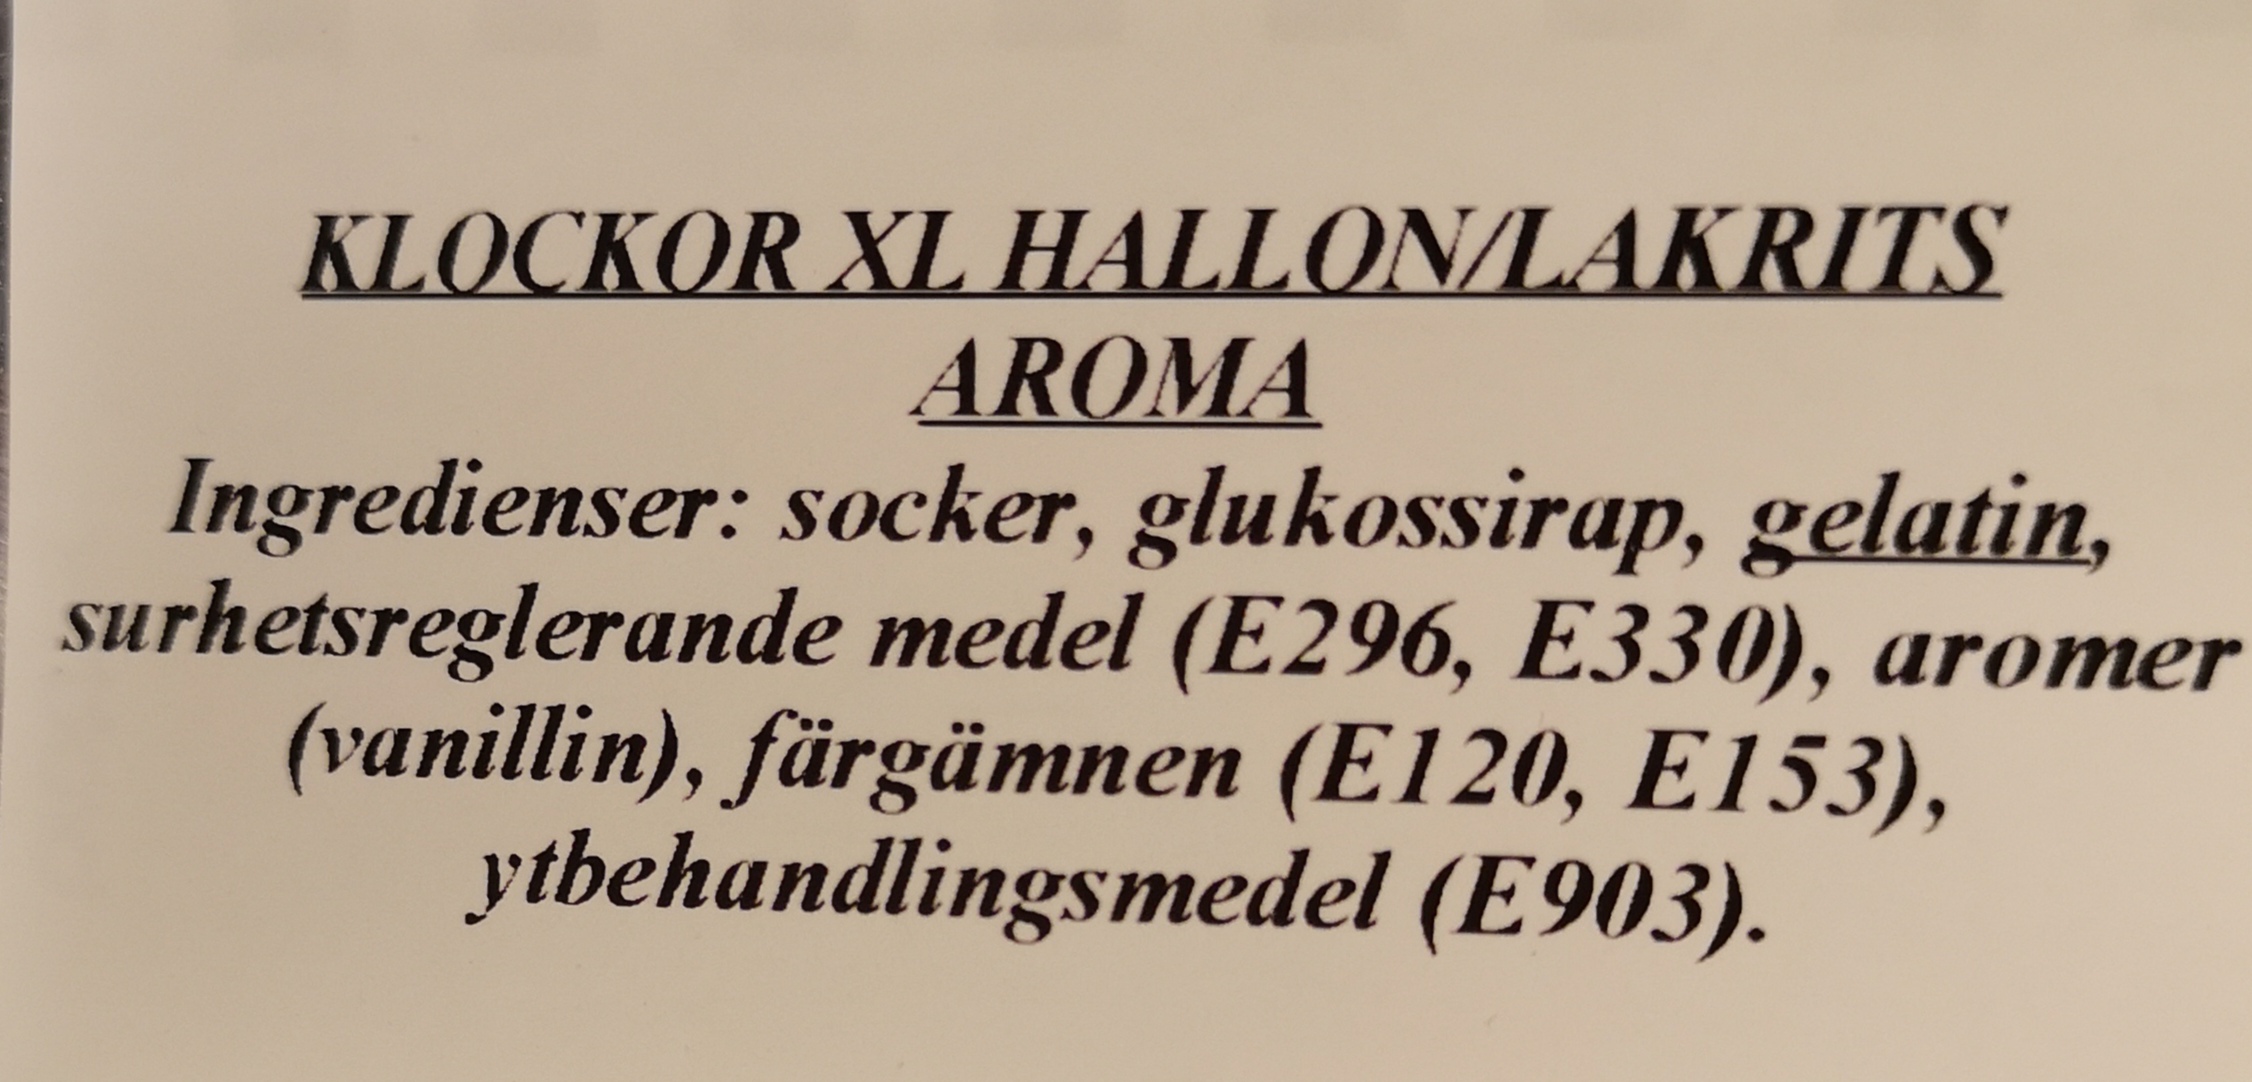 KLOCKOR XL HALLON/LAKRITS
AROMA
Ingredienser: socker, glukossirap, gelatin,
surhetsreglerande medel (E296, E330), aromer
(vanillin), färgämnen (E120, E153),
ytbehandlingsmedel (E903).